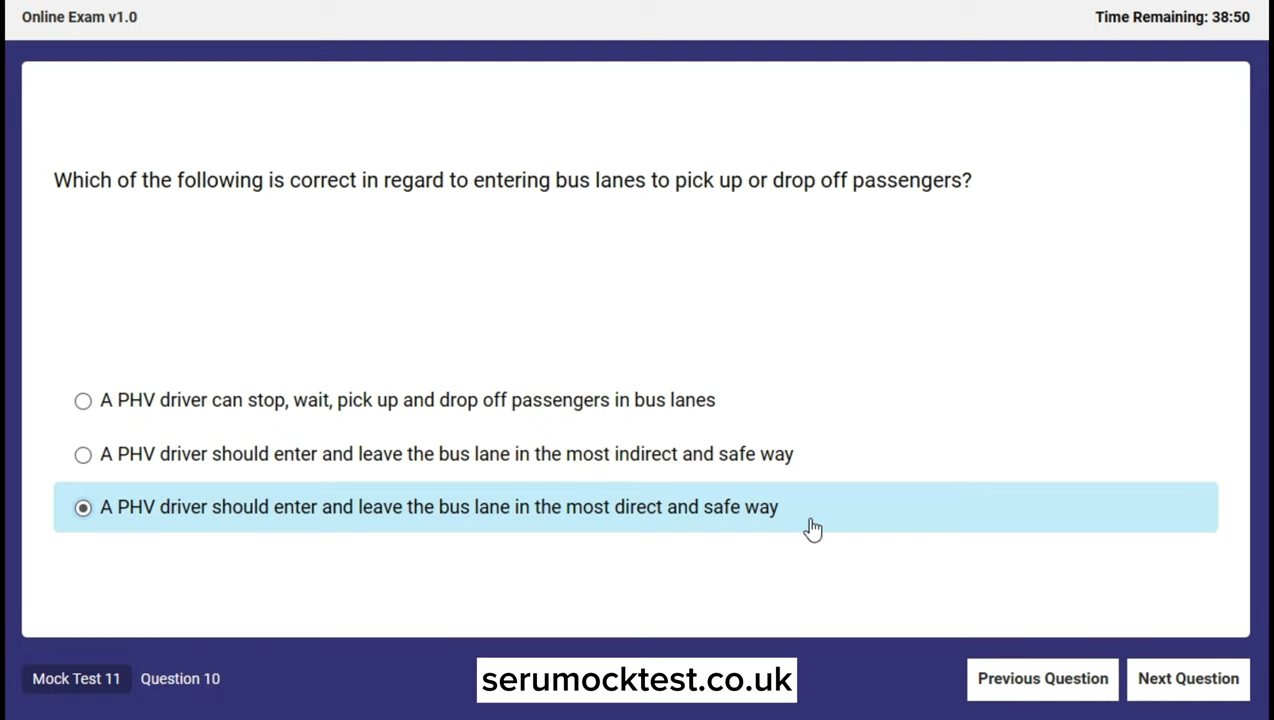 Online Exam v1.0
Time Remaining: 38:50
Which of the following is correct in regard to entering bus lanes to pick up or drop off passengers?
A PHV driver can stop, wait, pick up and drop off passengers in bus lanes
A PHV driver should enter and leave the bus lane in the most indirect and safe way
A PHV driver should enter and leave the bus lane in the most direct and safe way
Mock Test 11
Question 10
serumocktest.co.uk
Previous Question
Next Question